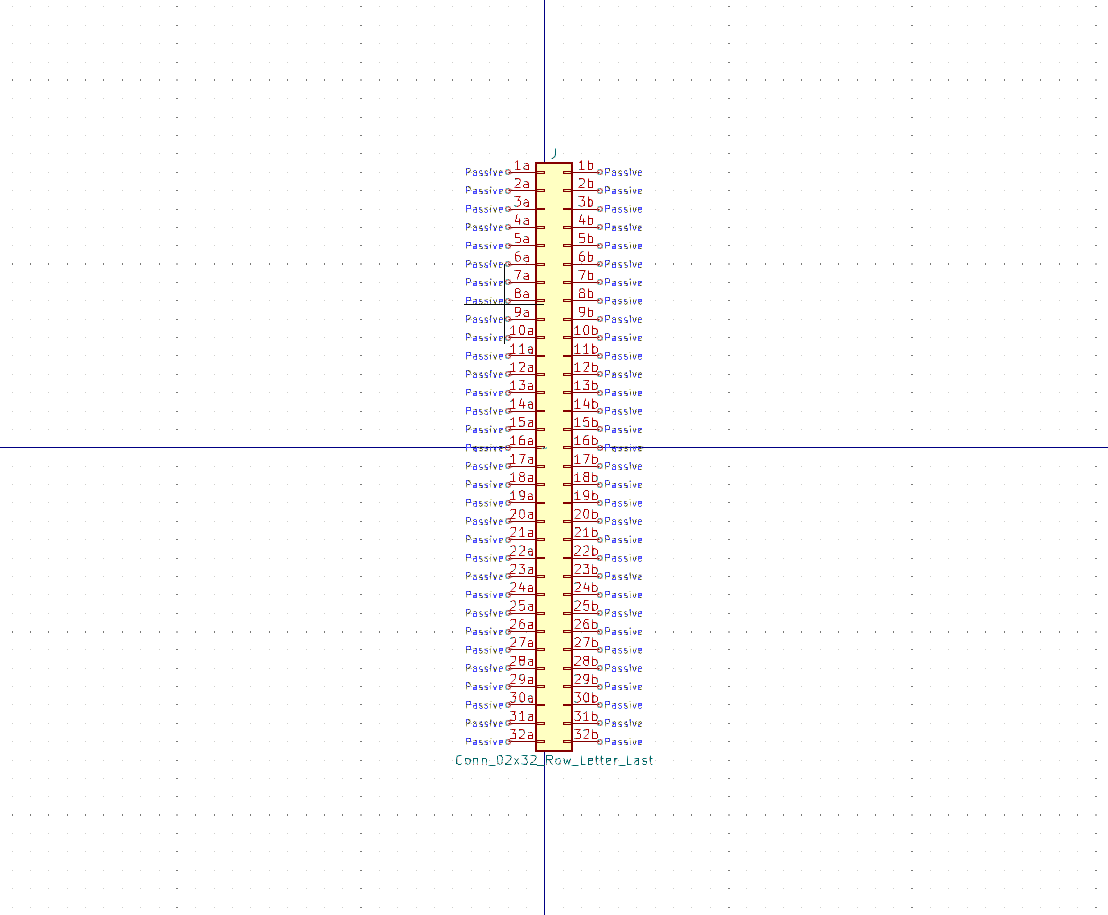 J
Passive 1a 1b Passive
Passive 2a 2b Passive
Passive 3a 3b Passive
Passive 4a 4b Passive
Passive 5a 5b Passive
Passive 6a 6b Passive
Passive 7a 7b Passive
Passive 8a 8b Passive
Passive 9a 9b Passive
Passive 10a 10b Passive
Passive 11a 11b Passive
Passive 12a 12b Passive
Passive 13a 13b Passive
Passive 14a 14b Passive
Passive 15a 15b Passive
Passive 16a 16b Passive
Passive 17a 17b Passive
Passive 18a 18b Passive
Passive 19a 19b Passive
Passive 20a 20b Passive
Passive 21a 21b Passive
Passive 22a 22b Passive
Passive 23a 23b Passive
Passive 24a 24b Passive
Passive 25a 25b Passive
Passive 26a 26b Passive
Passive 27a 27b Passive
Passive 28a 28b Passive
Passive 29a 29b Passive
Passive 30a 30b Passive
Passive 31a 31b Passive
Passive 32a 32b Passive
Conn_02x32_Row_Letter_Last